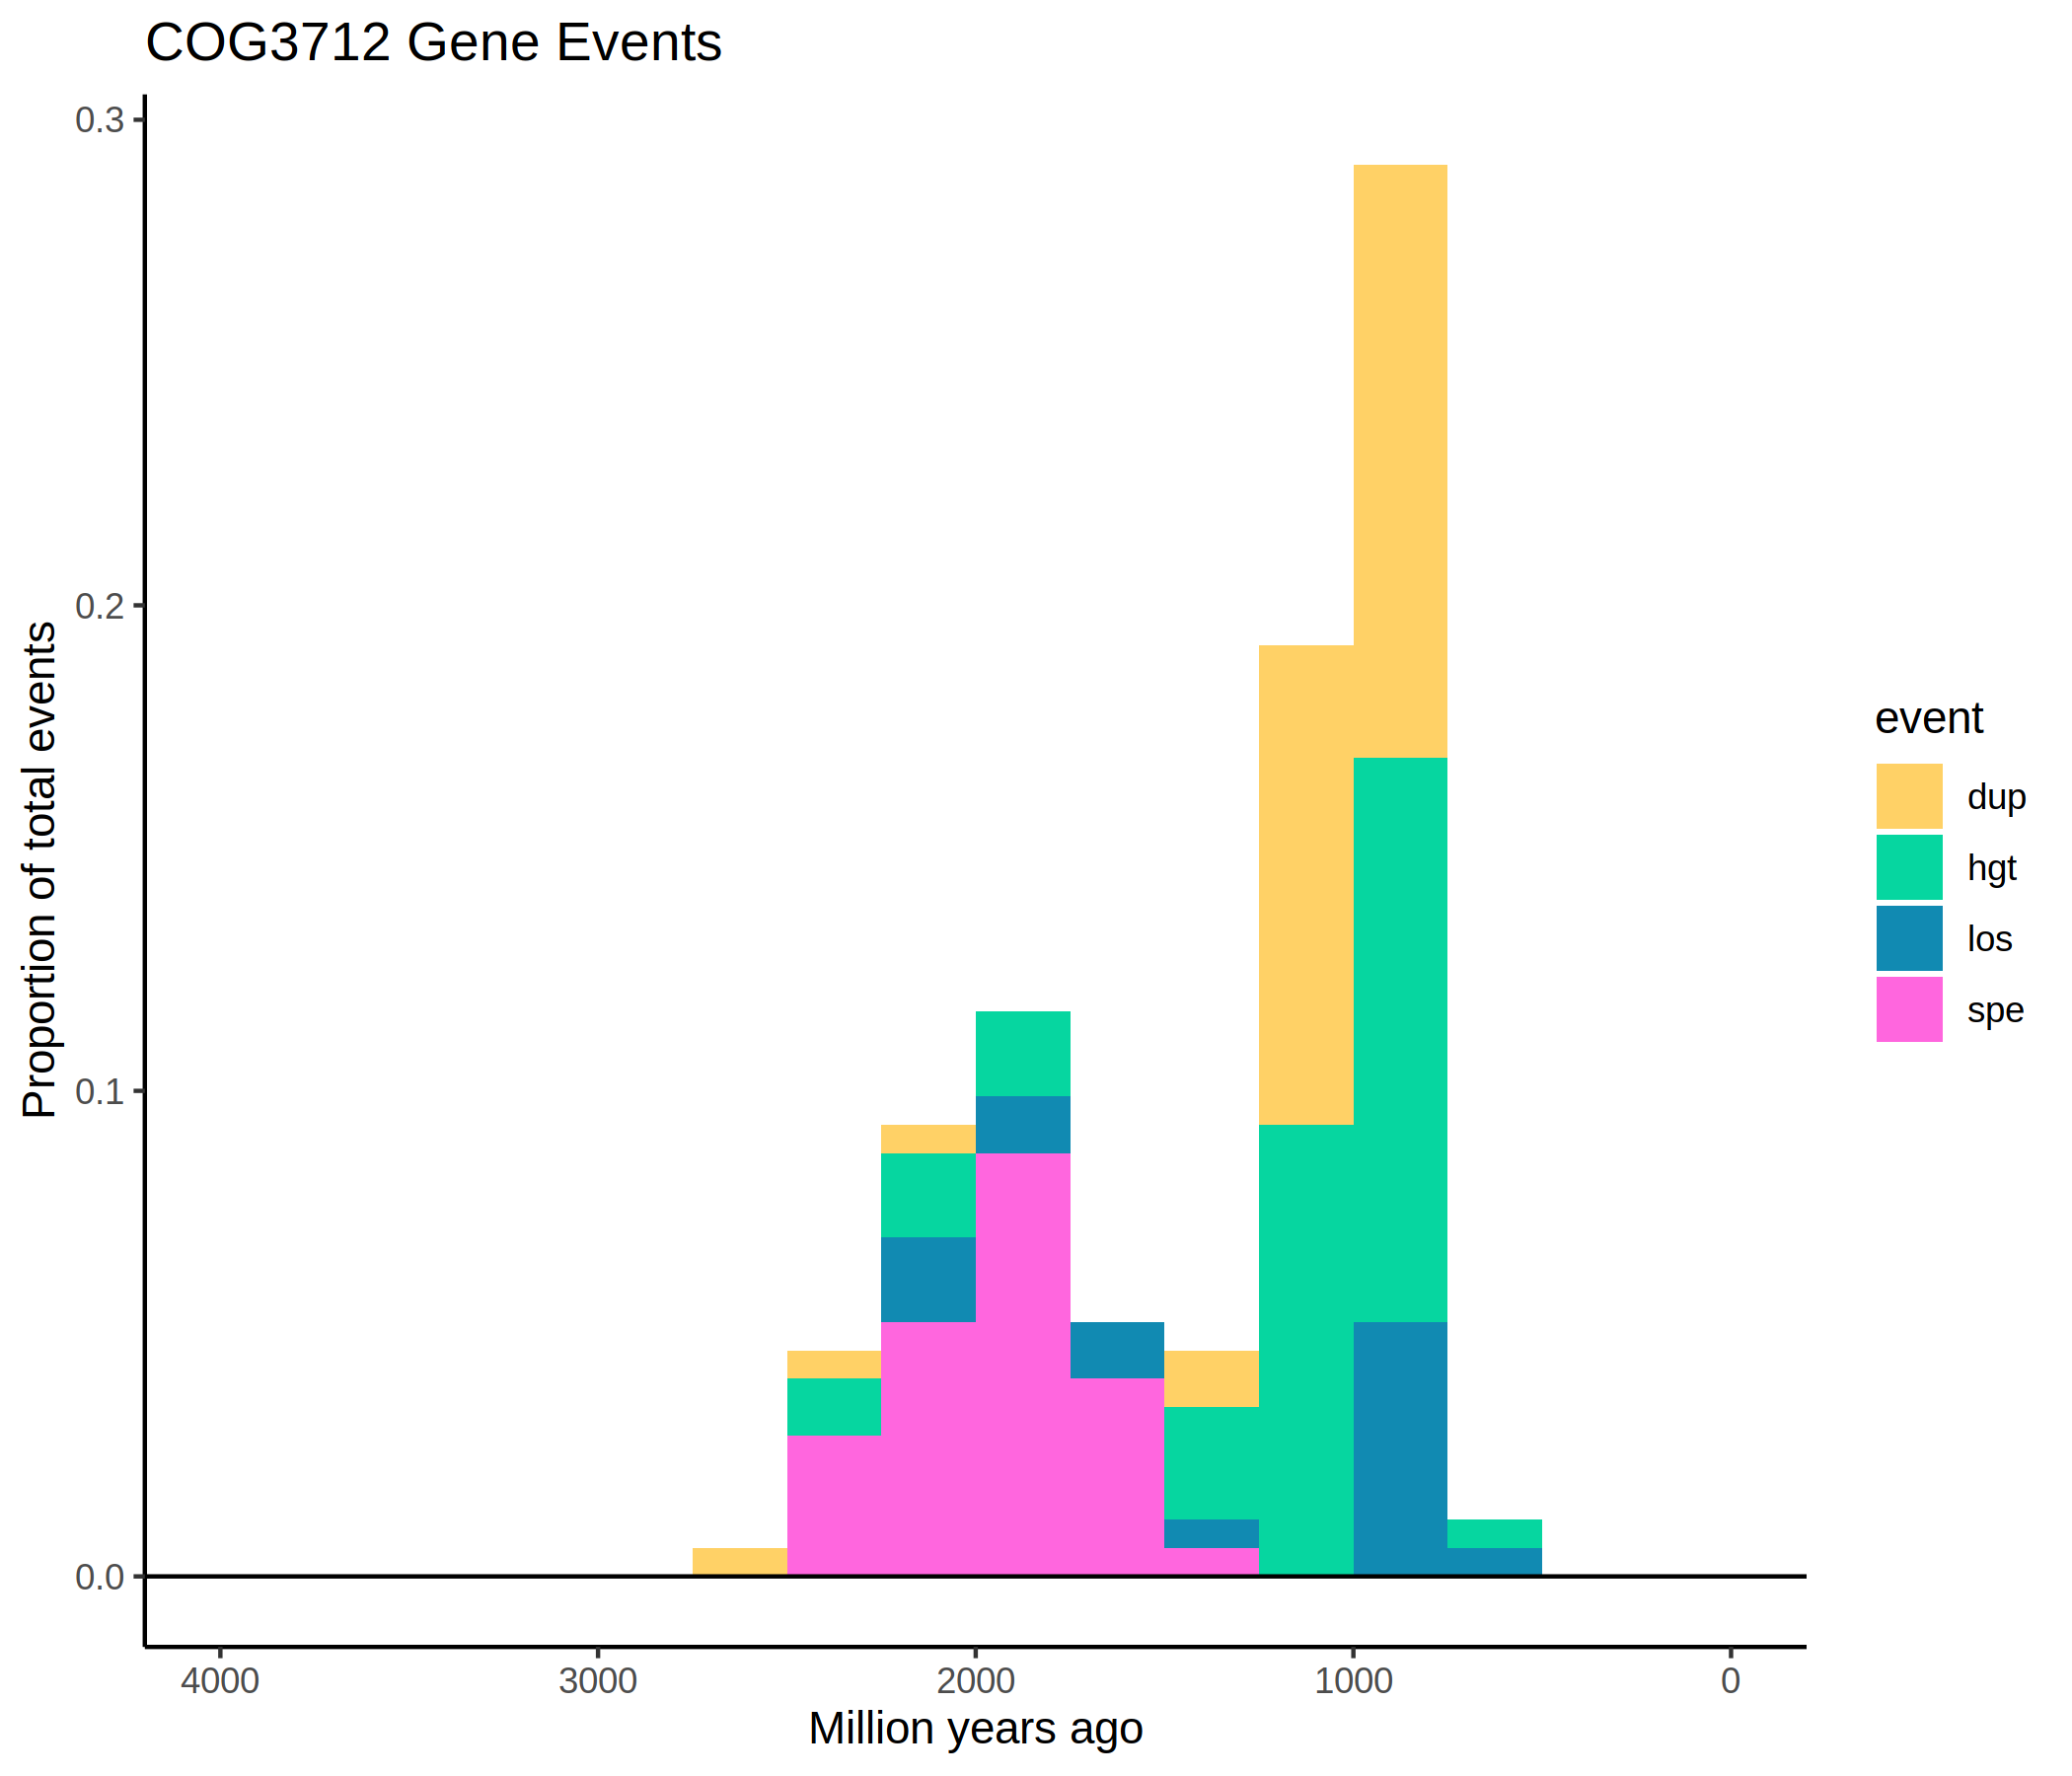 COG3712 Gene Events
Proportion of total events
0.3
0.2
0.1
0.0
4000
3000
2000
1000
0
Million years ago
event
dup
hgt
los
spe